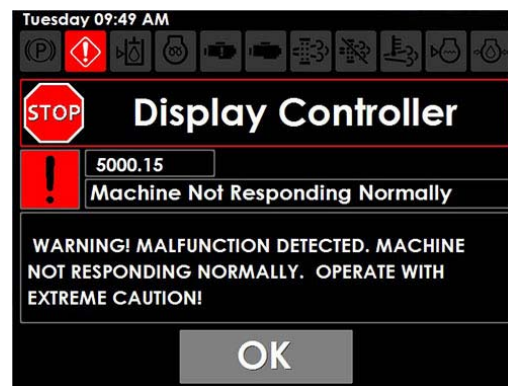 Tuesday 09:49 AM
(P)
STOP
Display Controller
5000.15
Machine Not Responding Normally
WARNING! MALFUNCTION DETECTED. MACHINE
NOT RESPONDING NORMALLY. OPERATE WITH
EXTREME CAUTION!
OK